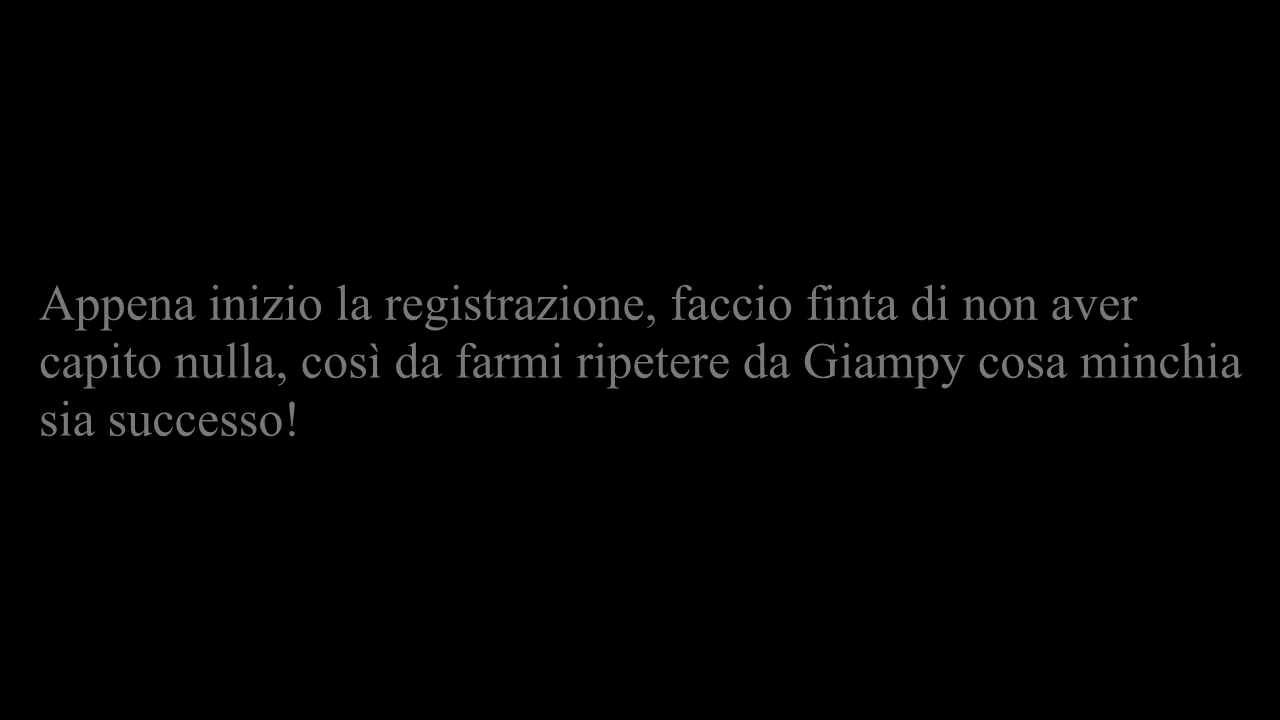 Appena inizio la registrazione, faccio finta di non aver
capito nulla, così da farmi ripetere da Giampy cosa minchia
sia successo!